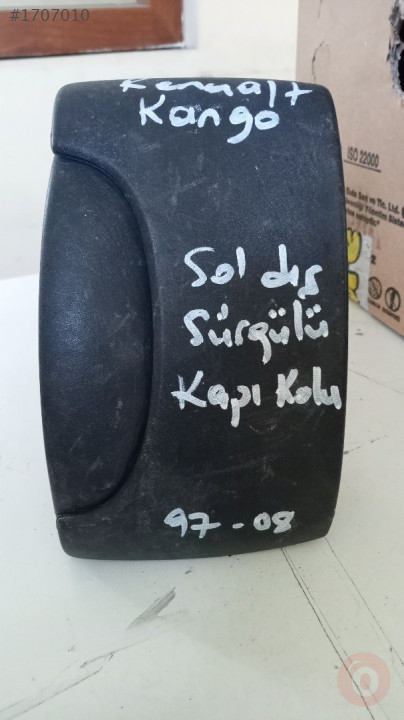 #1707010
Renault
Kango
ISO 22000
Sol dış
Sürgülü
Kapı Kolu
97-08